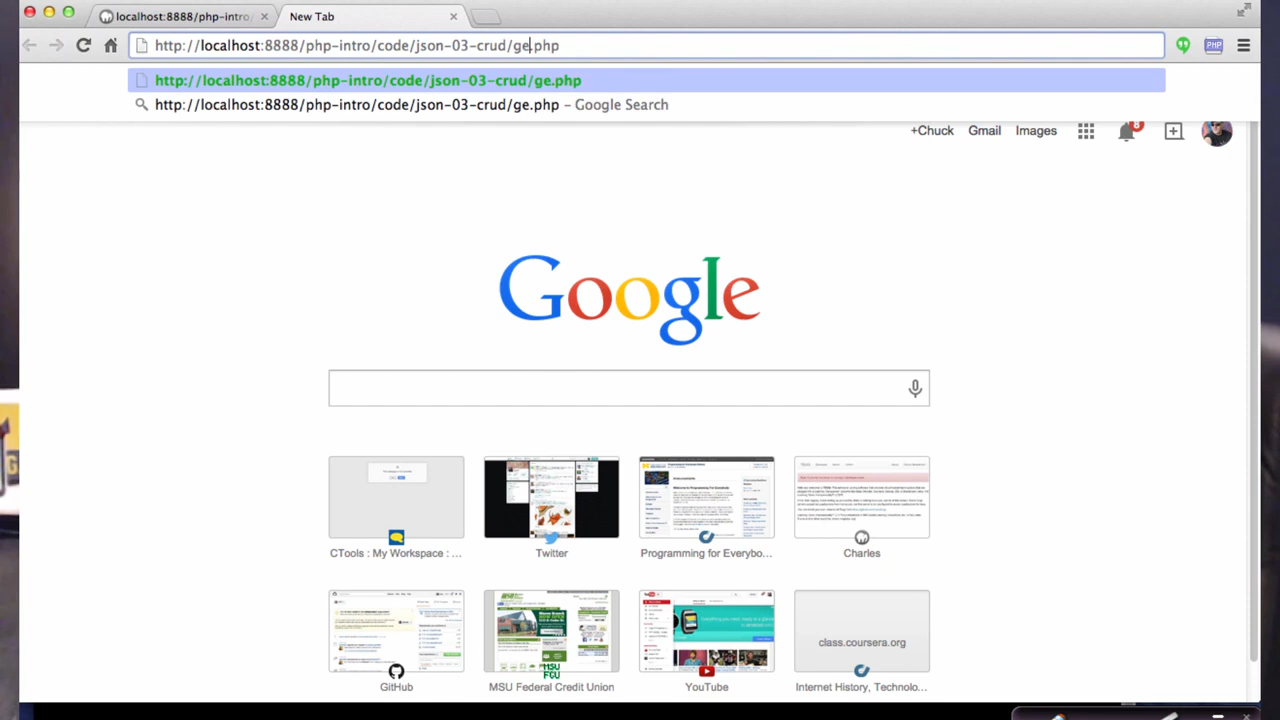 localhost:8888/php-intro/
New Tab
http://localhost:8888/php-intro/code/json-03-crud/ge.php
PHP
http://localhost:8888/php-intro/code/json-03-crud/ge.php
http://localhost:8888/php-intro/code/json-03-crud/ge.php – Google Search
+Chuck Gmail Images 8
Google
CTools : My Workspace : ...
Twitter
Programming for Everybo...
Charles
class.coursera.org
MSU FCU
GitHub
MSU Federal Credit Union
YouTube
Internet History, Technolo...